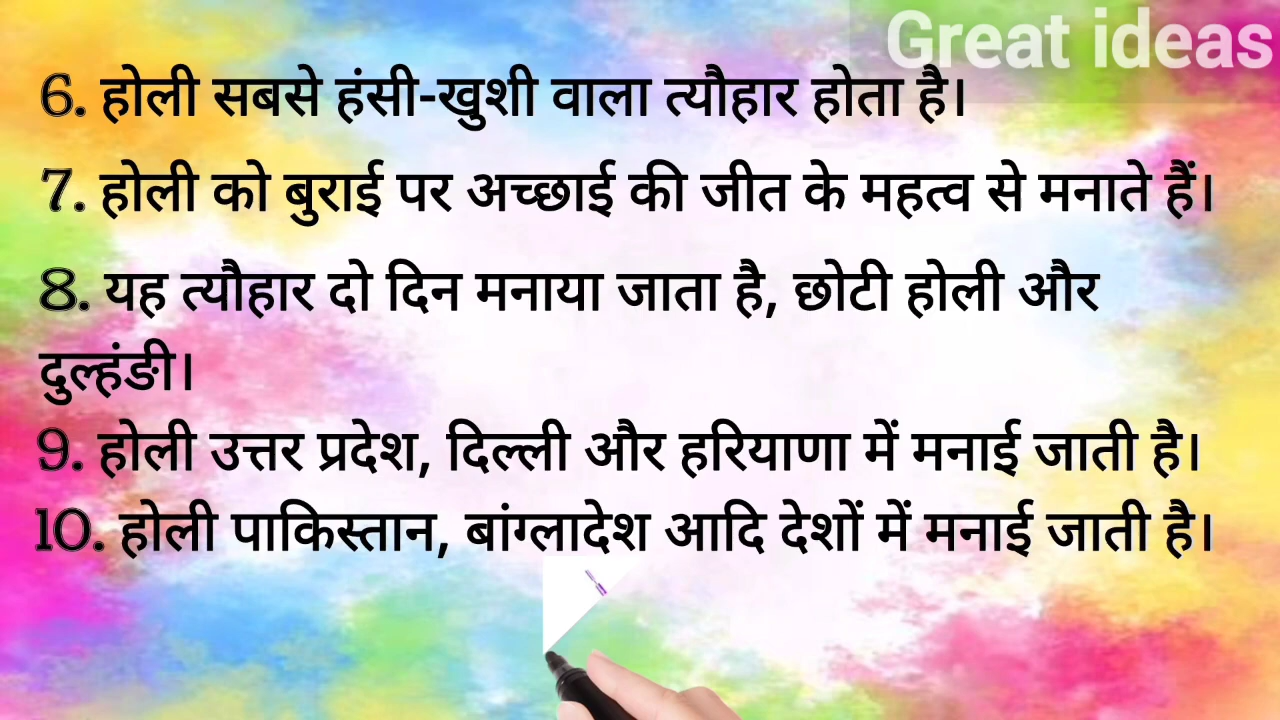 Great ideas
6. होली सबसे हंसी-खुशी वाला त्यौहार होता है।
7. होली को बुराई पर अच्छाई की जीत के महत्व से मनाते हैं।
8. यह त्यौहार दो दिन मनाया जाता है, छोटी होली और
दुल्हंङी।
9. होली उत्तर प्रदेश, दिल्ली और हरियाणा में मनाई जाती है।
10. होली पाकिस्तान, बांग्लादेश आदि देशों में मनाई जाती है।